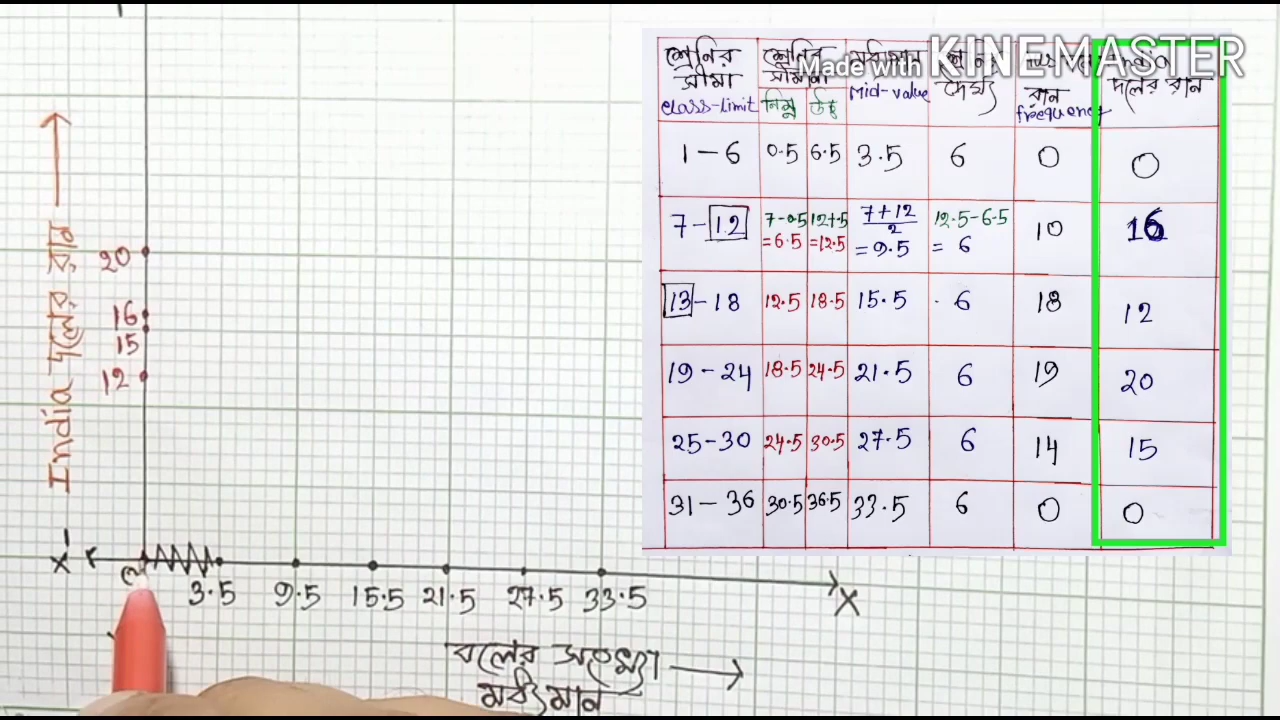 Made with KINEMASTER
শ্রেনির সীমা class-limit
শ্রেনির
নিম্ন উচ্চ
মধ্যমান Mid-value
দৈর্ঘ্য
রান frequency
দলের রান
1 – 6 0.5 6.5 3.5 6 0 0
7 – 12 7-0.5 =6.5 12+.5 =12.5 7+12/2 =9.5 12.5-6.5 = 6 10 16
13 – 18 12.5 18.5 15.5 6 18 12
19 – 24 18.5 24.5 21.5 6 19 20
25 – 30 24.5 30.5 27.5 6 14 15
31 – 36 30.5 36.5 33.5 6 0 0
India দলের রান →
20
16
15
12
x'
3.5 9.5 15.5 21.5 27.5 33.5 X
বলের সংখ্যা →
মধ্যমান